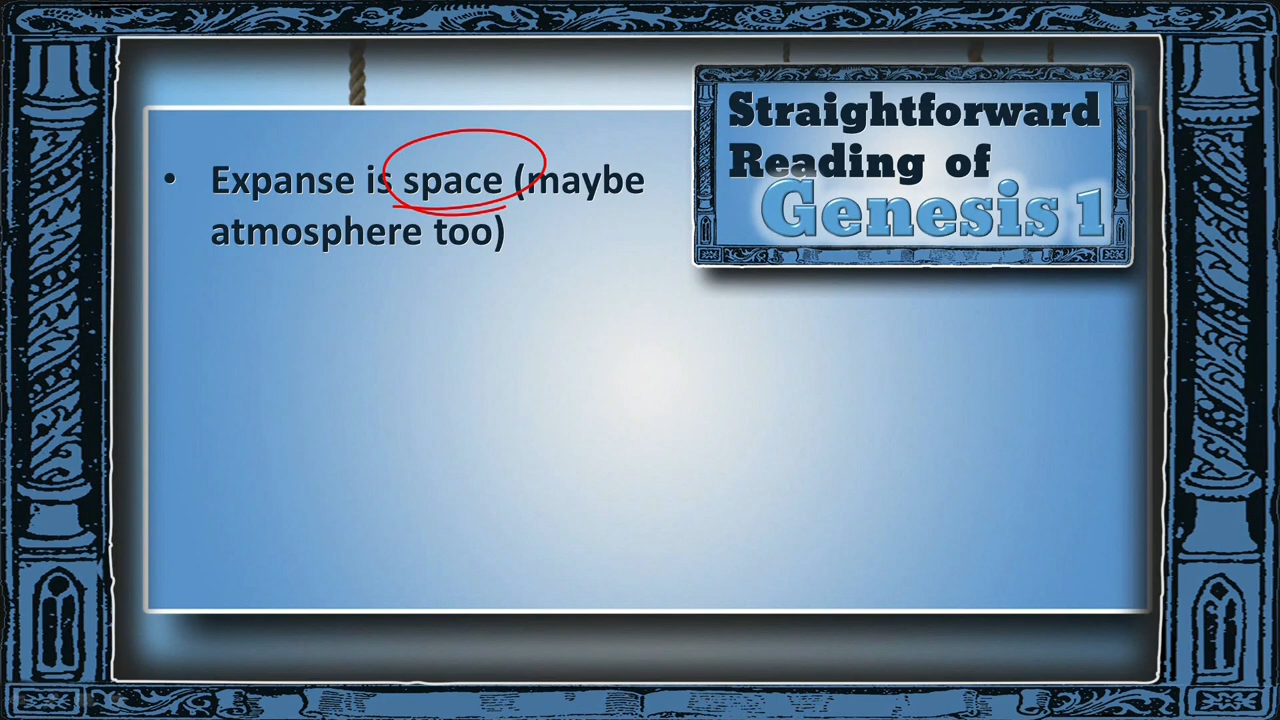 Straightforward
Reading of
Genesis 1
• Expanse is space (maybe
atmosphere too)